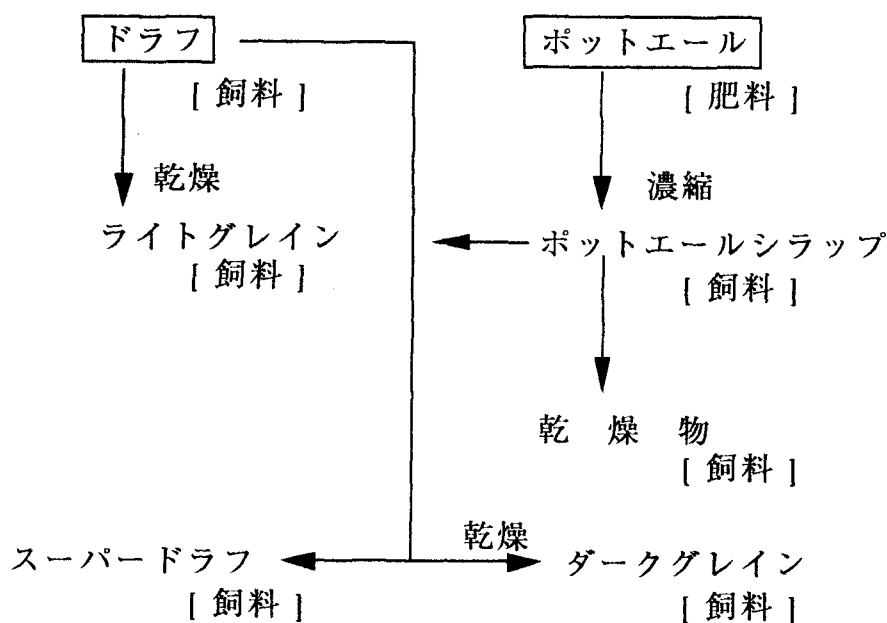 ドラフ
ポットエール
[飼料]
[肥料]
乾燥
濃縮
ライトグレイン
ポットエールシラップ
[飼料]
[飼料]
乾燥物
[飼料]
乾燥
スーパードラフ
ダークグレイン
[飼料]
[飼料]